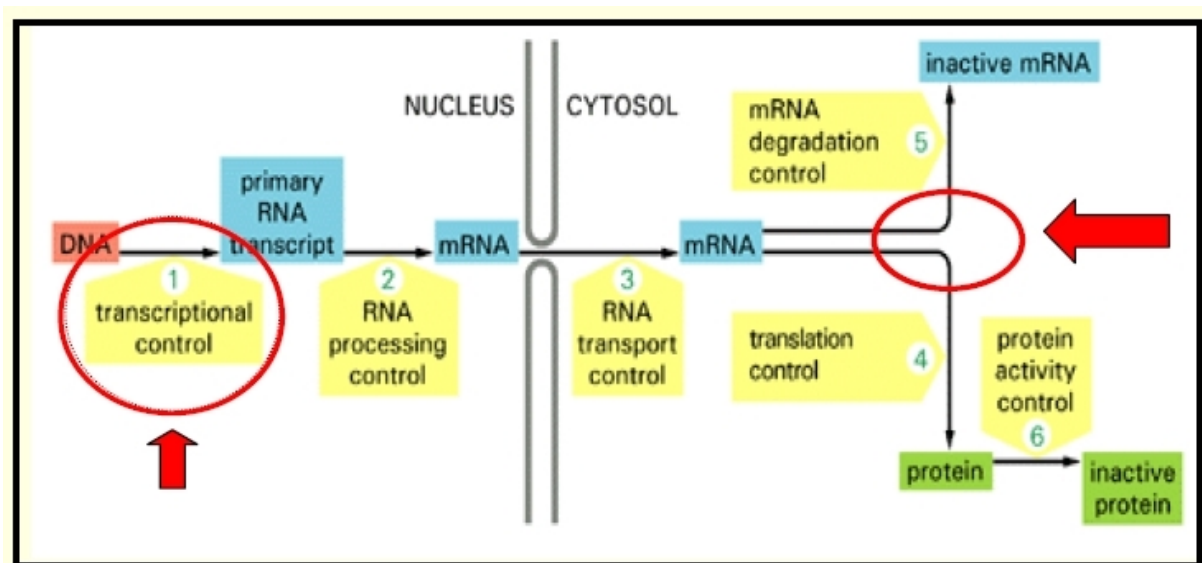 NUCLEUS
CYTOSOL
DNA
1
transcriptional
control
primary
RNA
transcript
2
RNA
processing
control
mRNA
3
RNA
transport
control
mRNA
mRNA
degradation
control
5
inactive mRNA
translation
control
4
protein
protein
activity
control
6
inactive
protein